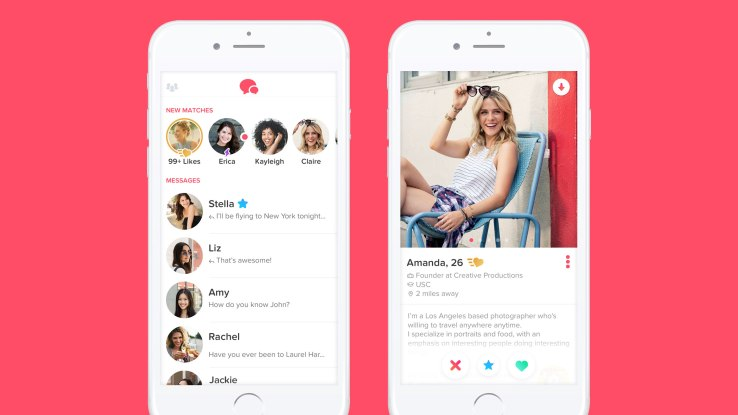 NEW MATCHES
99+ Likes
Erica
Kayleigh
Claire
MESSAGES
Stella
I'll be flying to New York tonight...
Liz
That's awesome!
Amy
How do you know John?
Rachel
Have you ever been to Laurel Har...
Jackie
Amanda, 26
Founder at Creative Productions
USC
2 miles away
I'm a Los Angeles based photographer who's
willing to travel anywhere anytime.
I specialize in portraits and food, with an
emphasis on interesting people doing interesting